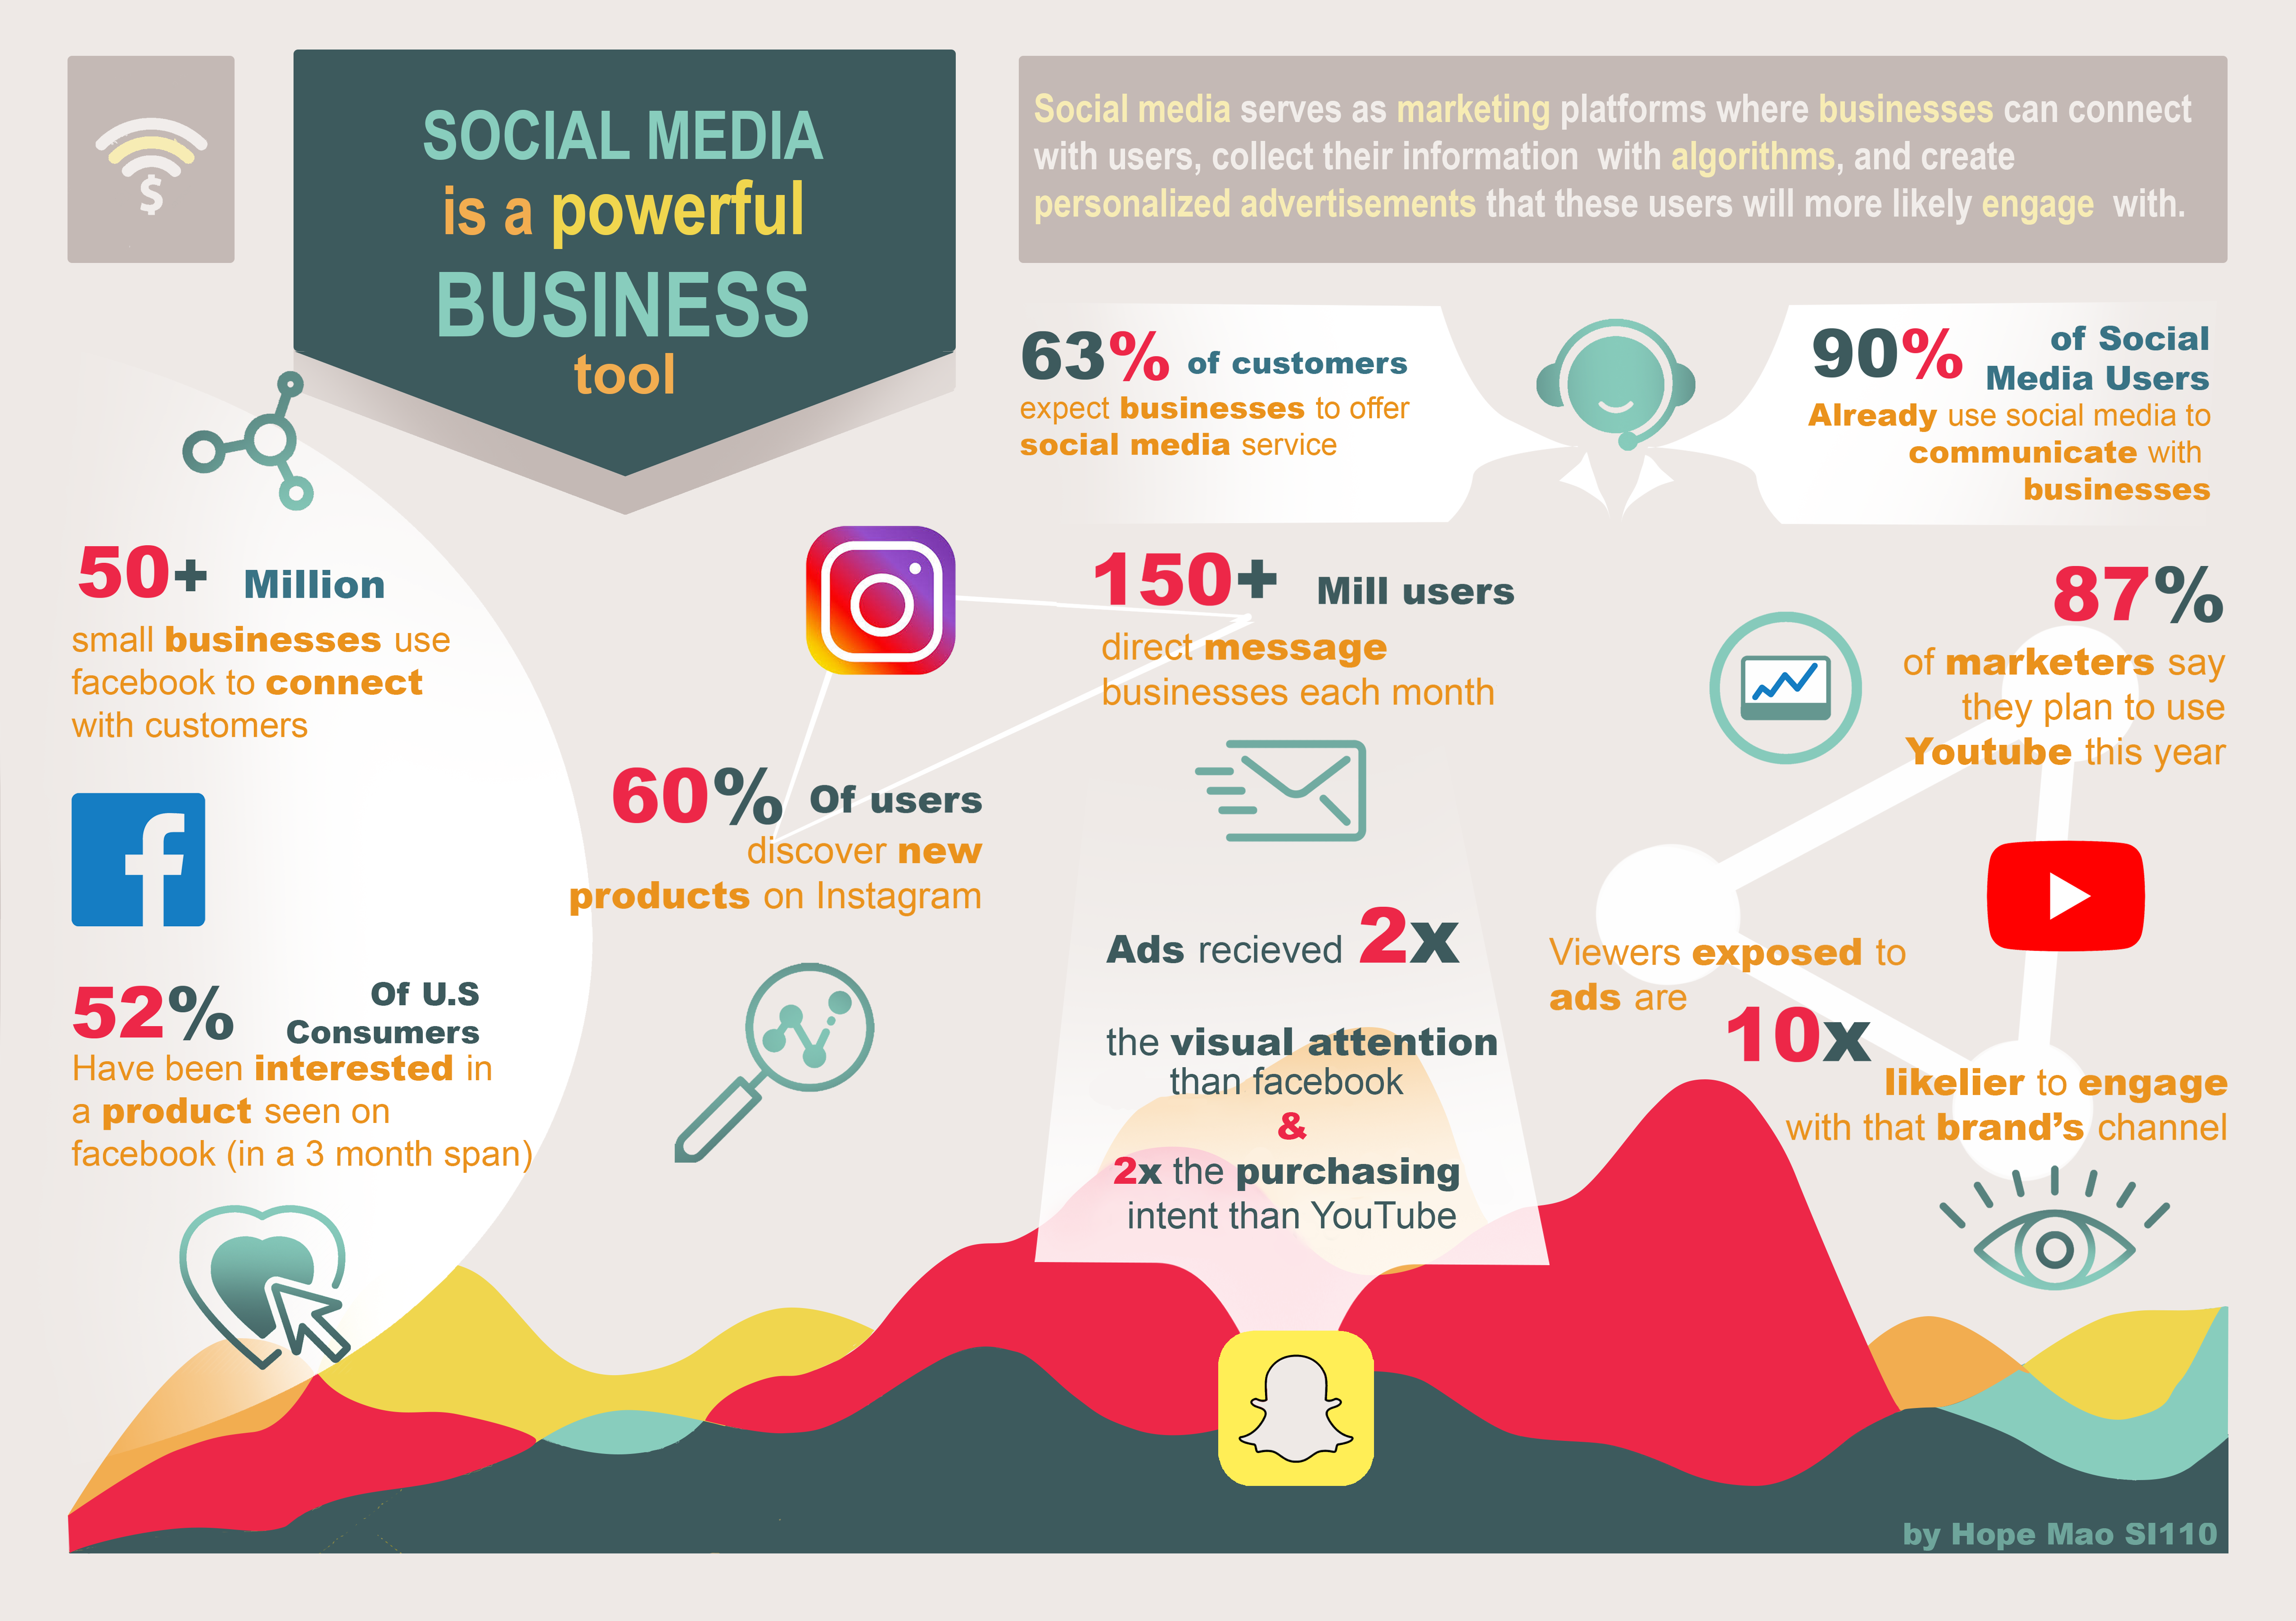 SOCIAL MEDIA
is a powerful
BUSINESS
tool
Social media serves as marketing platforms where businesses can connect
with users, collect their information with algorithms, and create
personalized advertisements that these users will more likely engage with.
63% of customers
expect businesses to offer
social media service
90% of Social
Media Users
Already use social media to
communicate with
businesses
50+ Million
small businesses use
facebook to connect
with customers
52% Of U.S
Consumers
Have been interested in
a product seen on
facebook (in a 3 month span)
60% Of users
discover new
products on Instagram
150+ Mill users
direct message
businesses each month
Ads recieved 2x
the visual attention
than facebook
&
2x the purchasing
intent than YouTube
87%
of marketers say
they plan to use
Youtube this year
Viewers exposed to
ads are
10x
likelier to engage
with that brand's channel
by Hope Mao SI110